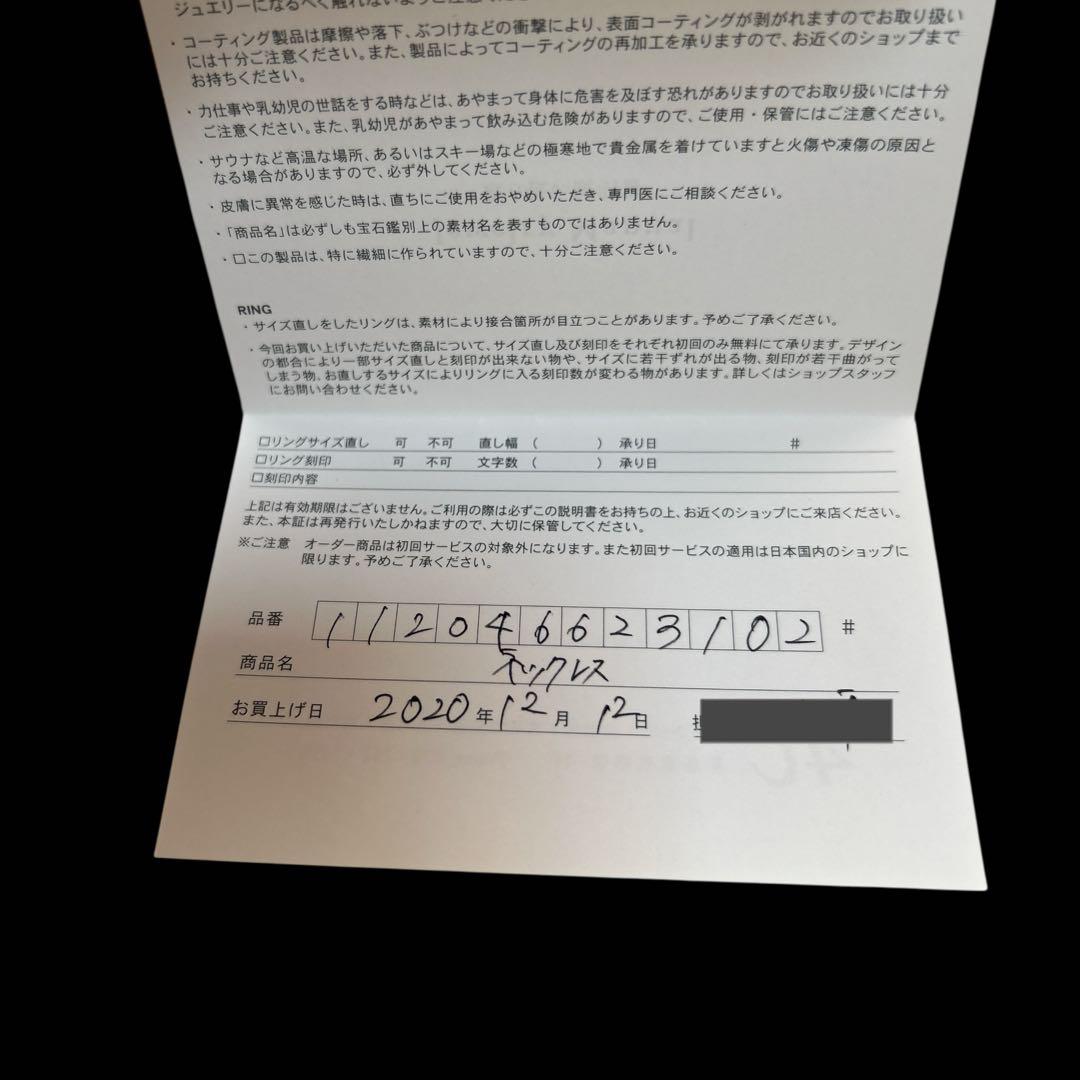 ジュエリーになるべく触れないようご注意ください
・コーティング製品は摩擦や落下、ぶつけなどの衝撃により、表面コーティングが剥がれますのでお取り扱い
には十分ご注意ください。また、製品によってコーティングの再加工を承りますので、お近くのショップまで
お持ちください。
・力仕事や乳幼児の世話をする時などは、あやまって身体に危害を及ぼす恐れがありますのでお取り扱いには十分
ご注意ください。また、乳幼児があやまって飲み込む危険がありますので、ご使用・保管にはご注意ください。
・サウナなど高温な場所、あるいはスキー場などの極寒地で貴金属を着けていますと火傷や凍傷の原因と
なる場合がありますので、必ず外してください。
・皮膚に異常を感じた時は、直ちにご使用をおやめいただき、専門医にご相談ください。
・「商品名」は必ずしも宝石鑑別上の素材名を表すものではありません。
・□この製品は、特に繊細に作られていますので、十分ご注意ください。
RING
・サイズ直しをしたリングは、素材により接合箇所が目立つことがあります。予めご了承ください。
・今回お買い上げいただいた商品について、サイズ直し及び刻印をそれぞれ初回のみ無料にて承ります。デザイン
の都合により一部サイズ直しと刻印が出来ない物や、サイズに若干ずれが出る物、刻印が若干曲がって
しまう物、お直しするサイズによりリングに入る刻印数が変わる物があります。詳しくはショップスタッフ
にお問い合わせください。
□リングサイズ直し 可 不可 直し幅 ( ) 承り日 #
□リング刻印 可 不可 文字数 ( ) 承り日
□刻印内容
上記は有効期限はございません。ご利用の際は必ずこの説明書をお持ちの上、お近くのショップにご来店ください。
また、本証は再発行いたしかねますので、大切に保管してください。
※ご注意 オーダー商品は初回サービスの対象外になります。また初回サービスの適用は日本国内のショップに
限ります。予めご了承ください。
品番 112046623102 #
商品名 ネックレス
お買上げ日 2020年12月12日